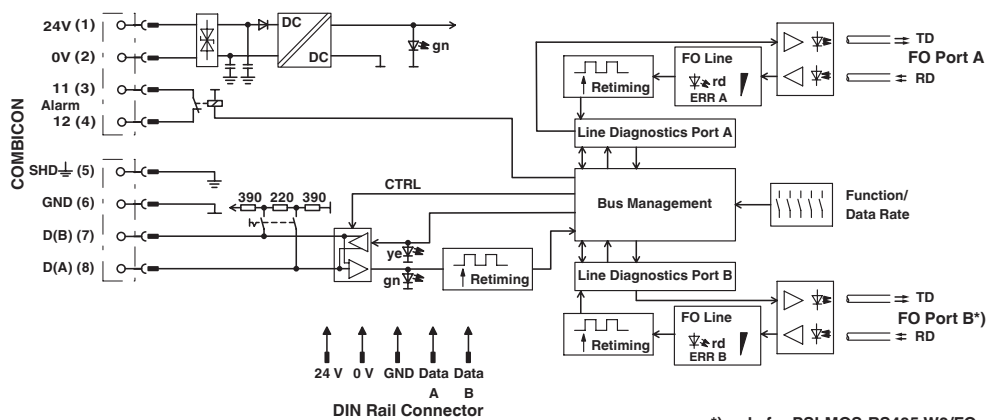 COMBICON
24V (1)
0V (2)
11 (3)
Alarm
12 (4)
SHD (5)
GND (6)
D(B) (7)
D(A) (8)
DC
DC
gn
390 220 390
CTRL
ye
gn
Retiming
Retiming
FO Line
rd
ERR A
Line Diagnostics Port A
Bus Management
Line Diagnostics Port B
Retiming
FO Line
rd
ERR B
TD
FO Port A
RD
Function/
Data Rate
TD
FO Port B*)
RD
24 V 0 V GND Data Data
A B
DIN Rail Connector